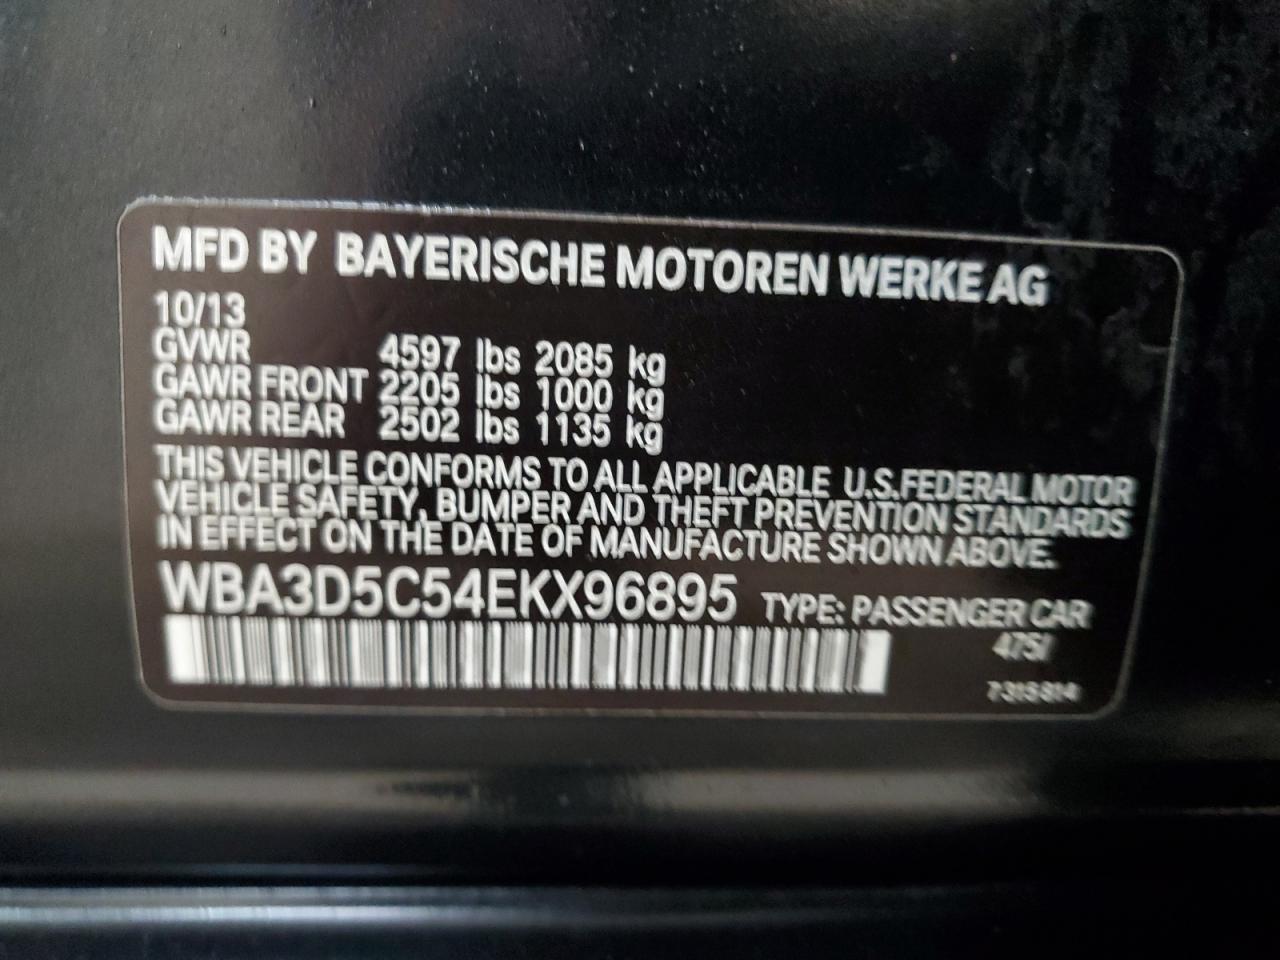 MFD BY BAYERISCHE MOTOREN WERKE AG
10/13
GVWR 4597 lbs 2085 kg
GAWR FRONT 2205 lbs 1000 kg
GAWR REAR 2502 lbs 1135 kg
THIS VEHICLE CONFORMS TO ALL APPLICABLE U.S.FEDERAL MOTOR
VEHICLE SAFETY, BUMPER AND THEFT PREVENTION STANDARDS
IN EFFECT ON THE DATE OF MANUFACTURE SHOWN ABOVE.
WBA3D5C54EKX96895 TYPE: PASSENGER CAR